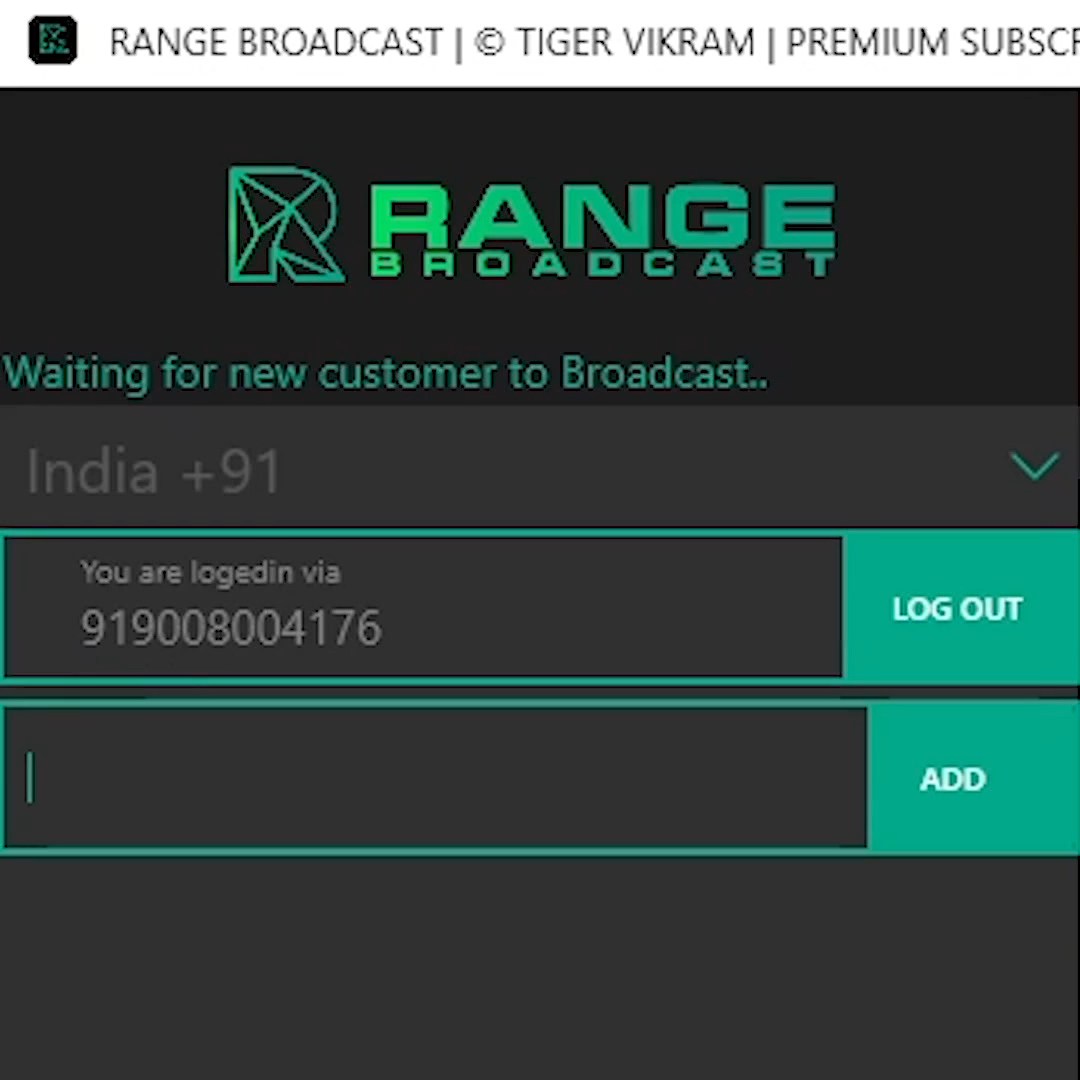 RANGE BROADCAST | © TIGER VIKRAM | PREMIUM
RANGE
BROADCAST
Waiting for new customer to Broadcast..
India +91
You are logedin via
919008004176
LOG OUT
ADD